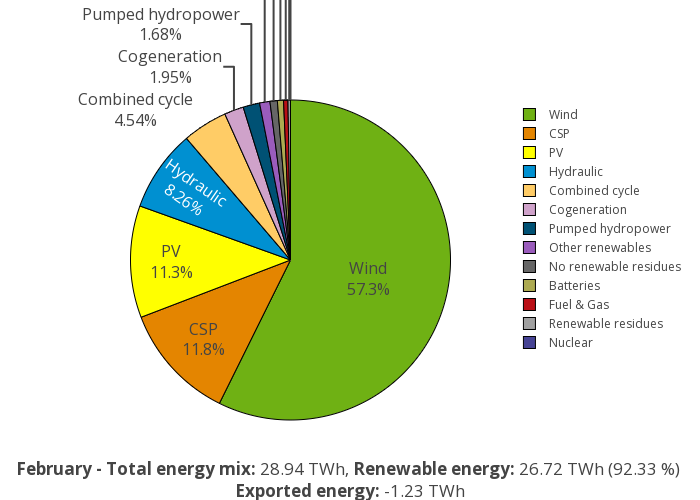 Pumped hydropower
1.68%
Cogeneration
1.95%
Combined cycle
4.54%
Hydraulic
8.26%
PV
11.3%
CSP
11.8%
Wind
57.3%
Wind
CSP
PV
Hydraulic
Combined cycle
Cogeneration
Pumped hydropower
Other renewables
No renewable residues
Batteries
Fuel & Gas
Renewable residues
Nuclear
February - Total energy mix: 28.94 TWh, Renewable energy: 26.72 TWh (92.33 %)
Exported energy: -1.23 TWh